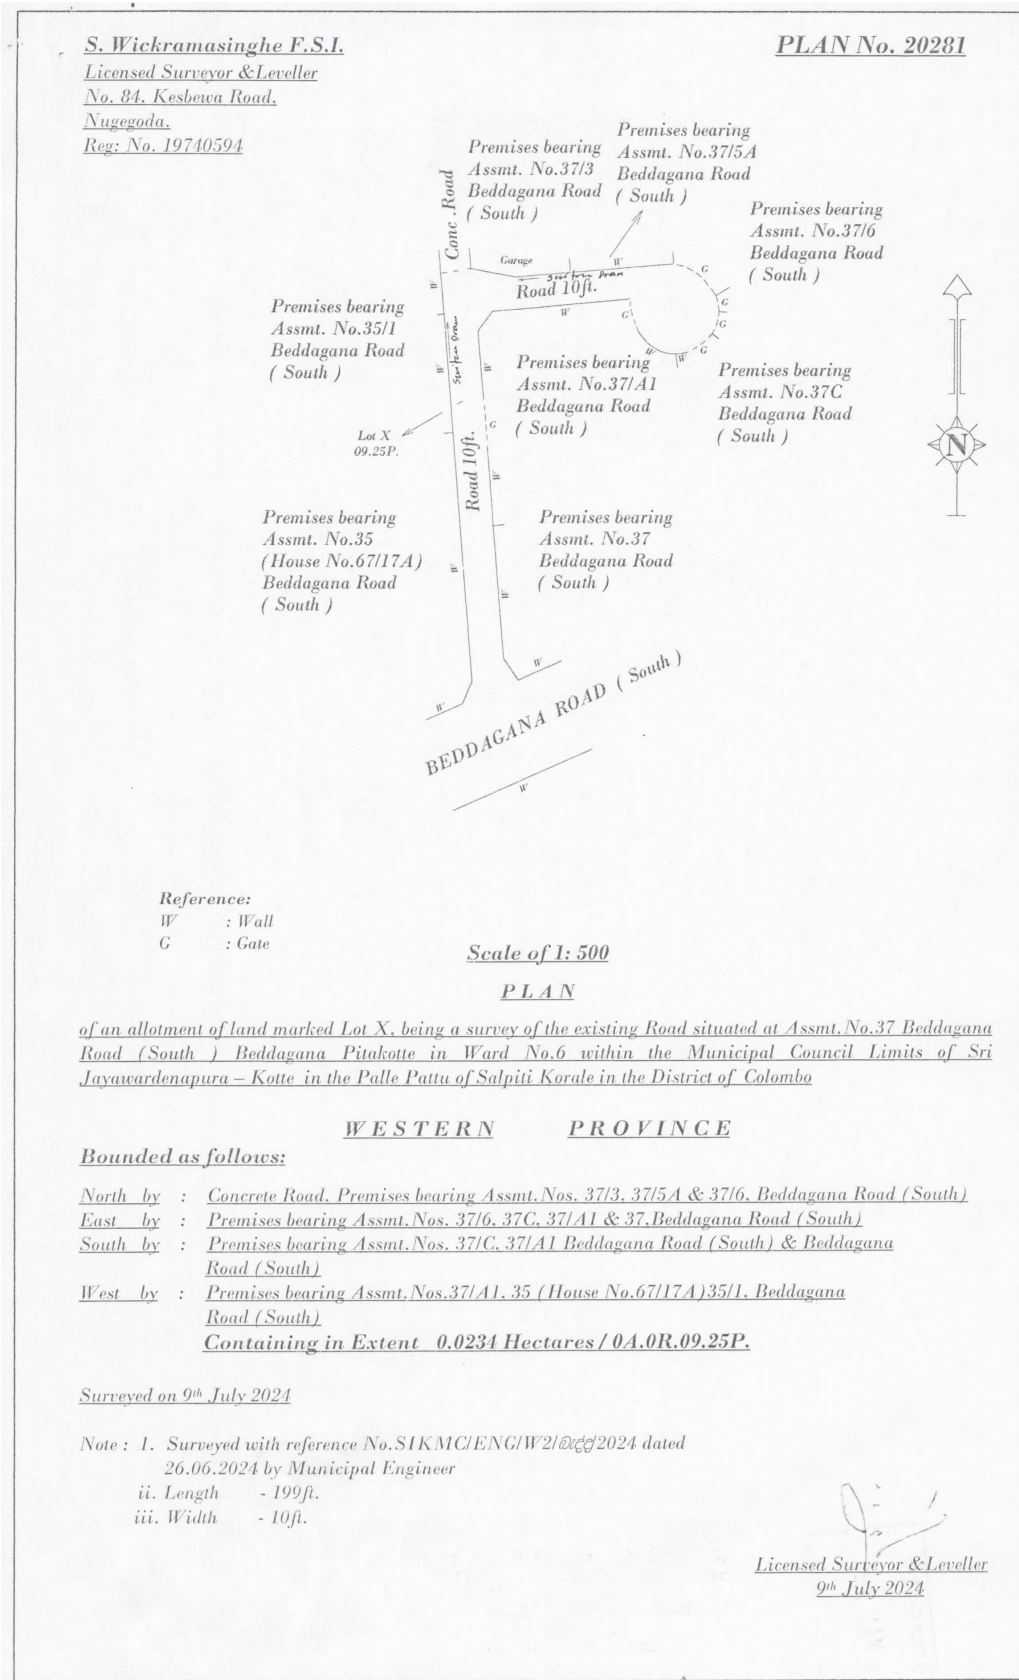 S. Wickramasinghe F.S.I.
Licensed Surveyor &Leveller
No. 84, Kesbewa Road,
Nugegoda.
Reg: No. 19740594
PLAN No. 20281
Premises bearing
Assmt. No.37/3
Beddagana Road
( South )
Premises bearing
Assmt. No.37/5A
Beddagana Road
( South )
Premises bearing
Assmt. No.37/6
Beddagana Road
( South )
Conc .Road
Garage
W
G
Road 10ft.
W
G
G
G
G
W
W
W
Premises bearing
Assmt. No.35/1
Beddagana Road
( South )
W
W
Premises bearing
Assmt. No.37/A1
Beddagana Road
( South )
Premises bearing
Assmt. No.37C
Beddagana Road
( South )
N
Lot X
09.25P.
G
Road 10ft.
W
Premises bearing
Assmt. No.35
(House No.67/17A)
Beddagana Road
( South )
Premises bearing
Assmt. No.37
Beddagana Road
( South )
W
W
W
W
BEDDAGANA ROAD ( South )
W
Reference:
W : Wall
G : Gate
Scale of 1: 500
P L A N
of an allotment of land marked Lot X, being a survey of the existing Road situated at Assmt.No.37 Beddagana
Road (South ) Beddagana Pitakotte in Ward No.6 within the Municipal Council Limits of Sri
Jayawardenapura – Kotte in the Palle Pattu of Salpiti Korale in the District of Colombo
W E S T E R N P R O V I N C E
Bounded as follows:
North by : Concrete Road, Premises bearing Assmt.Nos. 37/3, 37/5A & 37/6, Beddagana Road (South)
East by : Premises bearing Assmt.Nos. 37/6, 37C, 37/A1 & 37,Beddagana Road (South)
South by : Premises bearing Assmt.Nos. 37/C, 37/A1 Beddagana Road (South) & Beddagana
Road (South)
West by : Premises bearing Assmt.Nos.37/A1, 35 (House No.67/17A)35/1, Beddagana
Road (South)
Containing in Extent 0.0234 Hectares / 0A.0R.09.25P.
Surveyed on 9th July 2024
Note : 1. Surveyed with reference No.S1KMC/ENG/W2/බැද්ද/2024 dated
26.06.2024 by Municipal Engineer
ii. Length - 199ft.
iii. Width - 10ft.
Licensed Surveyor &Leveller
9th July 2024